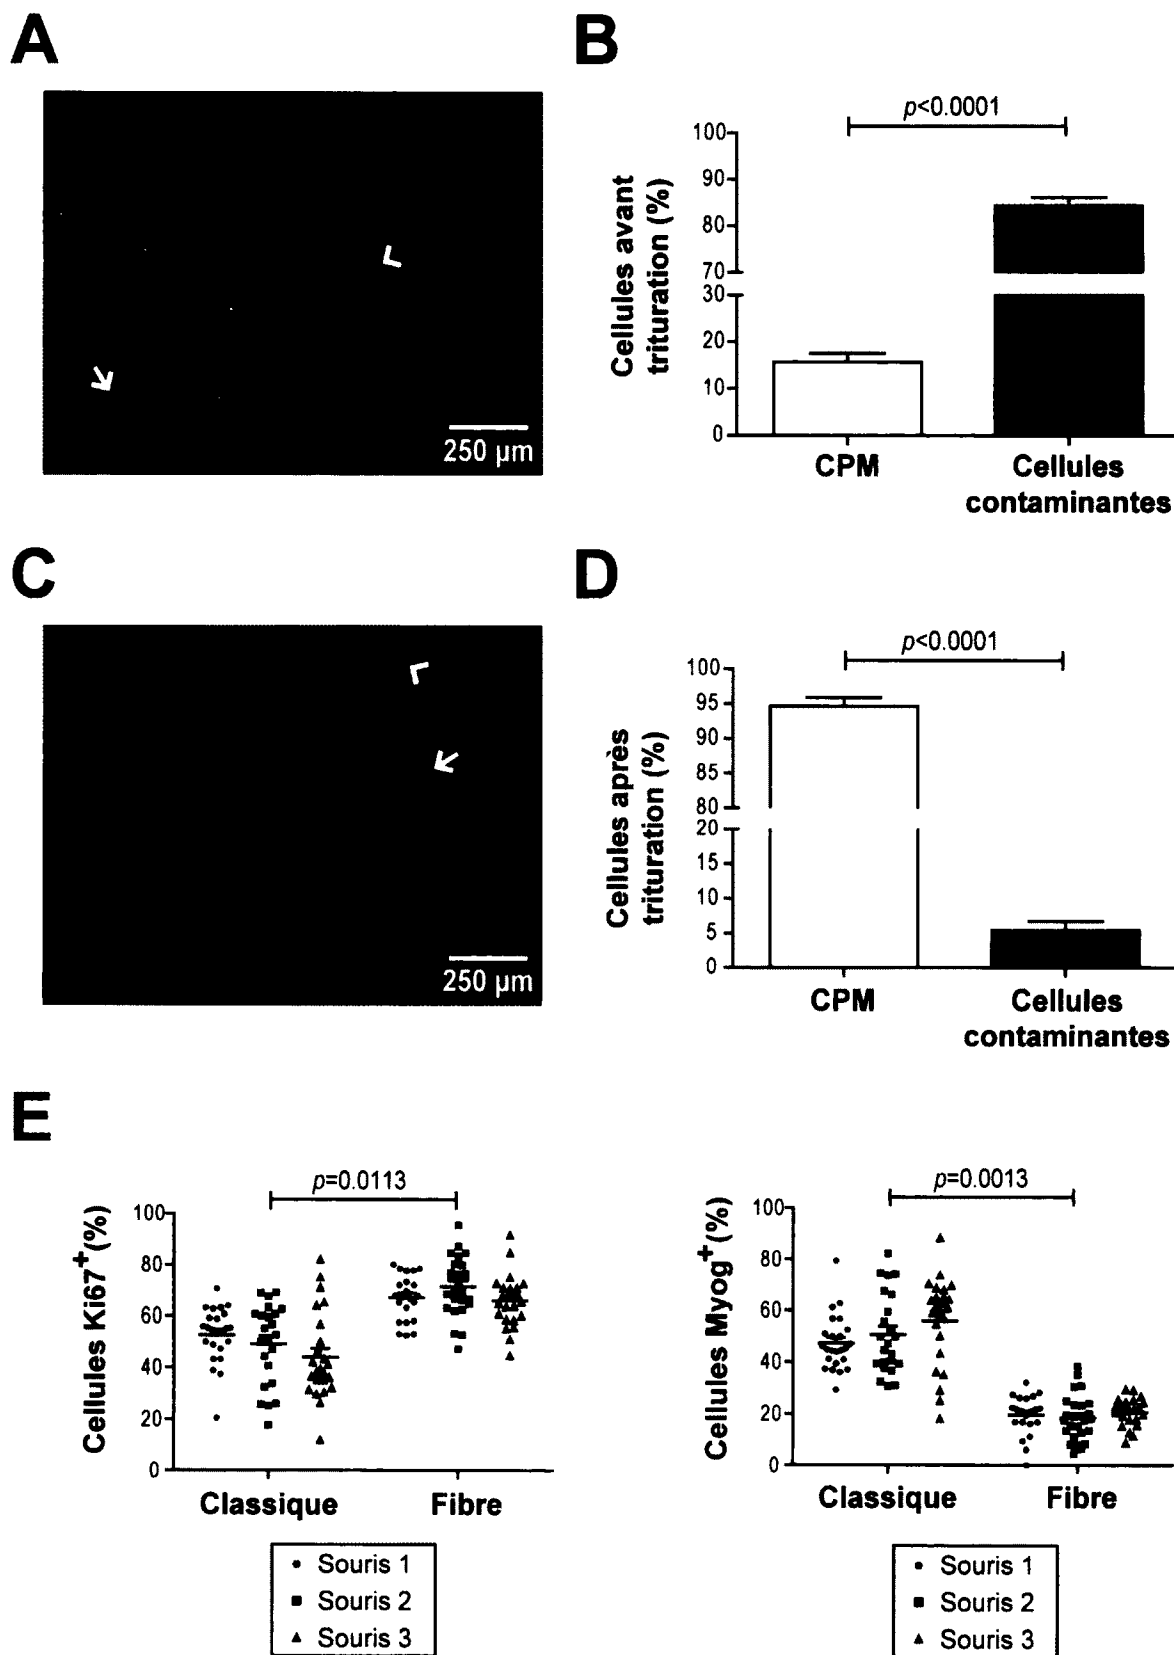 A
250 µm
B
p<0.0001
Cellules avant
trituration (%)
100
90
80
70
30
20
10
0
CPM
Cellules
contaminantes
C
250 µm
D
p<0.0001
Cellules après
trituration (%)
100
95
90
85
80
20
15
10
5
0
CPM
Cellules
contaminantes
E
p=0.0113
Cellules Ki67+(%)
100
80
60
40
20
0
Classique
Fibre
Souris 1
Souris 2
Souris 3
p=0.0013
Cellules Myog+(%)
100
80
60
40
20
0
Classique
Fibre
Souris 1
Souris 2
Souris 3